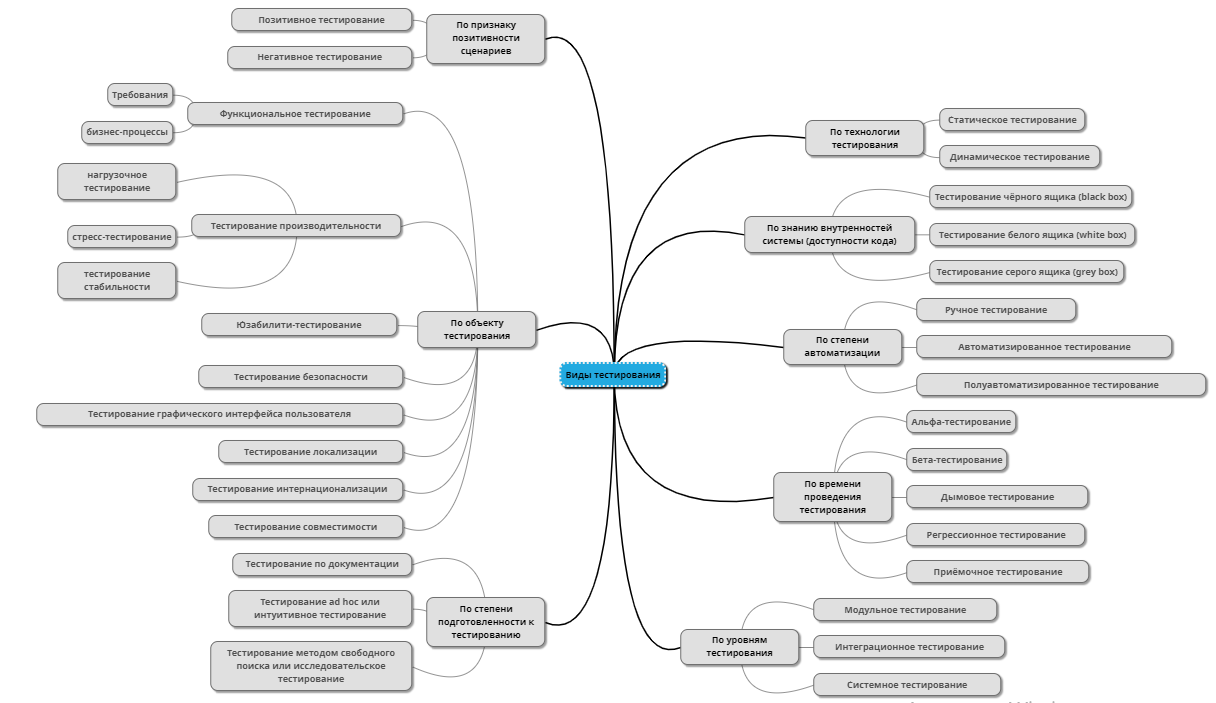 Виды тестирования
По признаку
позитивности
сценариев
Позитивное тестирование
Негативное тестирование
По объекту
тестирования
Функциональное тестирование
Требования
бизнес-процессы
Тестирование производительности
нагрузочное
тестирование
стресс-тестирование
тестирование
стабильности
Юзабилити-тестирование
Тестирование безопасности
Тестирование графического интерфейса пользователя
Тестирование локализации
Тестирование интернационализации
Тестирование совместимости
По степени
подготовленности к
тестированию
Тестирование по документации
Тестирование ad hoc или
интуитивное тестирование
Тестирование методом свободного
поиска или исследовательское
тестирование
По технологии
тестирования
Статическое тестирование
Динамическое тестирование
По знанию внутренностей
системы (доступности кода)
Тестирование чёрного ящика (black box)
Тестирование белого ящика (white box)
Тестирование серого ящика (grey box)
По степени
автоматизации
Ручное тестирование
Автоматизированное тестирование
Полуавтоматизированное тестирование
По времени
проведения
тестирования
Альфа-тестирование
Бета-тестирование
Дымовое тестирование
Регрессионное тестирование
Приёмочное тестирование
По уровням
тестирования
Модульное тестирование
Интеграционное тестирование
Системное тестирование